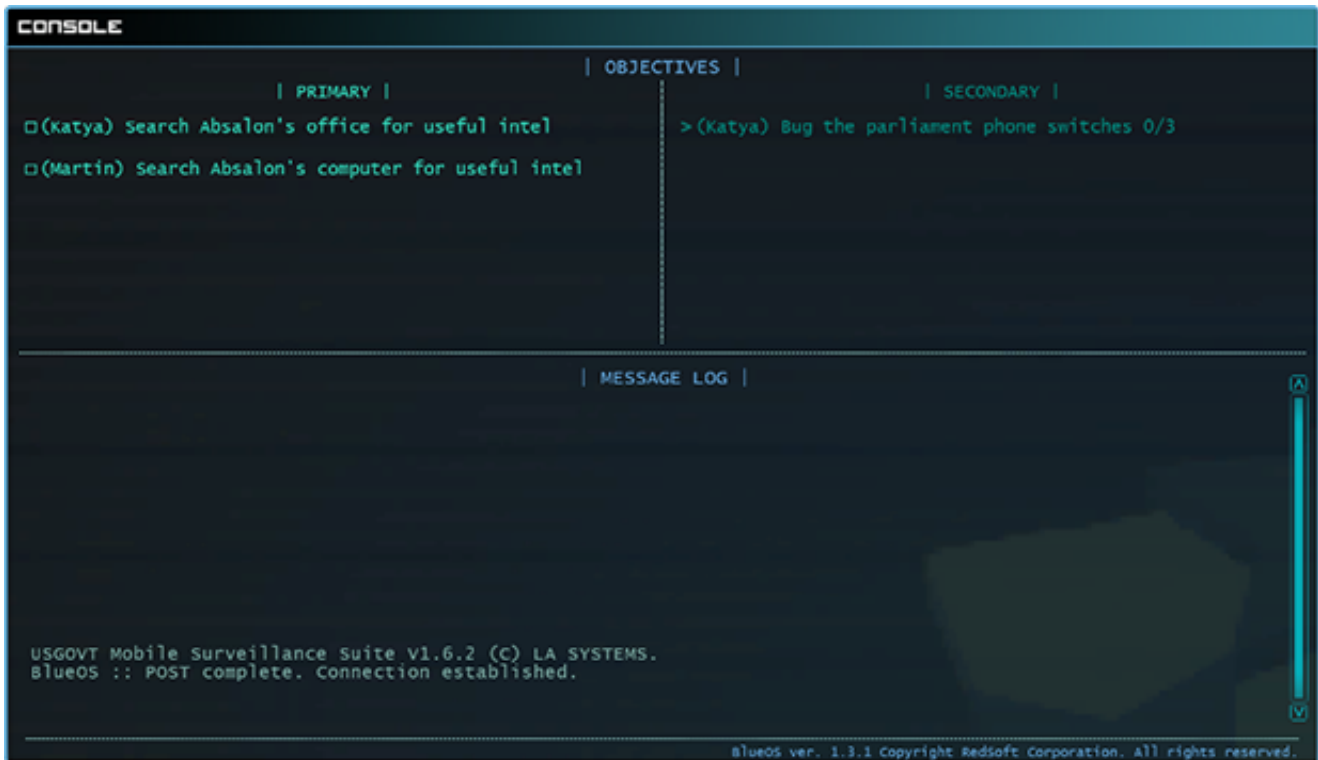 CONSOLE
| OBJECTIVES |
| PRIMARY |
□(Katya) Search Absalon's office for useful intel
□(Martin) Search Absalon's computer for useful intel
| SECONDARY |
>(Katya) Bug the parliament phone switches 0/3
| MESSAGE LOG |
USGOVT Mobile Surveillance Suite V1.6.2 (C) LA SYSTEMS.
BlueOS :: POST complete. Connection established.
BlueOS ver. 1.3.1 Copyright RedSoft Corporation. All rights reserved.